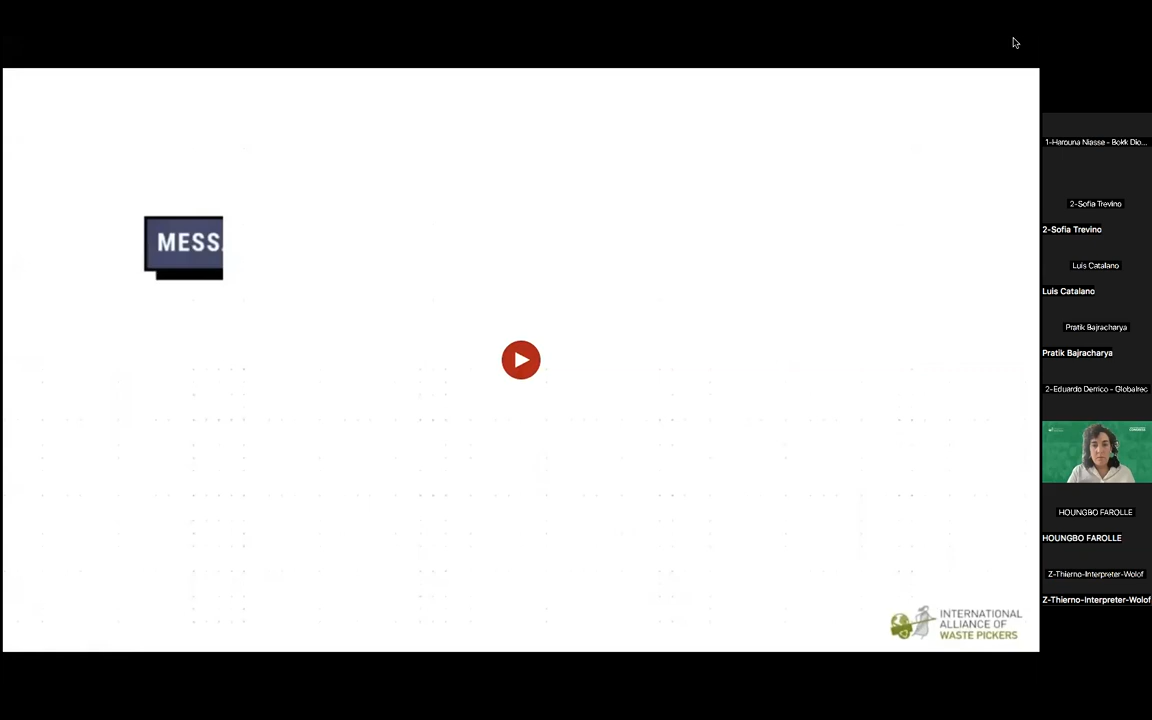 MESS
INTERNATIONAL
ALLIANCE OF
WASTE PICKERS
1-Harouna Niasse - Bokk Dio...
2-Sofia Trevino
2-Sofia Trevino
Luis Catalano
Luis Catalano
Pratik Bajracharya
Pratik Bajracharya
2-Eduardo Derrico - Globalrec
HOUNGBO FAROLLE
HOUNGBO FAROLLE
Z-Thierno-Interpreter-Wolof
Z-Thierno-Interpreter-Wolof